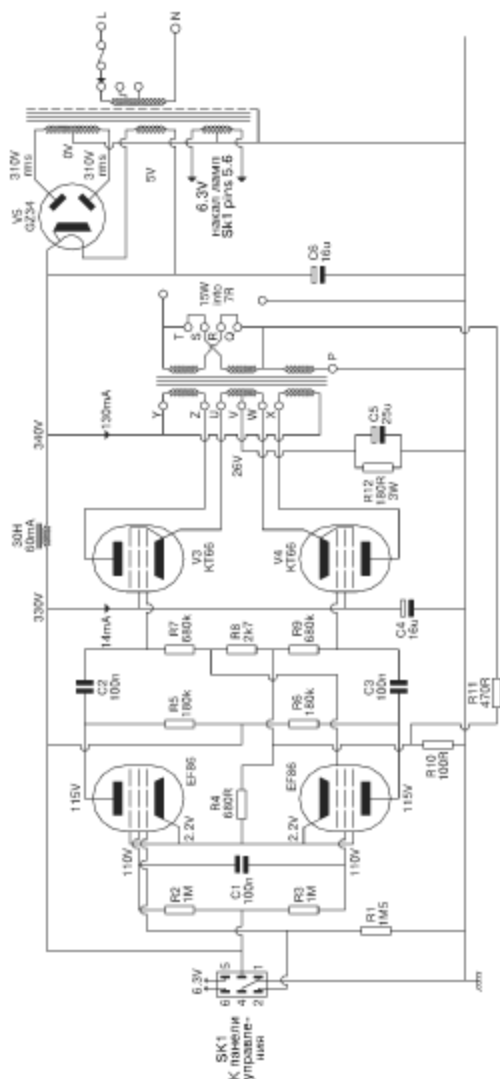 SK1
К панели
управле-
ния
6.3V
6
5
4
2
1
R2
1M
R3
1M
C1
100n
R1
1M5
110V
110V
115V
115V
2.2V
2.2V
EF86
EF86
R4
680R
R5
180k
R6
180k
C2
100n
C3
100n
R10
100R
R11
470R
R7
680k
R8
2k7
R9
680k
330V
14mA
C4
16u
30H
60mA
V3
KT66
V4
KT66
340V
130mA
26V
R12
180R
3W
C5
25u
Y
Z
U
V
W
X
T
S
R
Q
P
15W
into
7R
C6
16u
V5
GZ34
310V
rms
0V
310V
rms
5V
6.3V
накал ламп
Sk1 pins 5.6
L
N